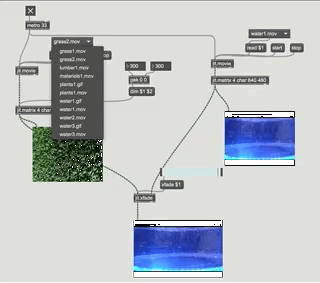 metro 33
grass2.mov
grass1.mov
grass2.mov
lumber1.mov
materials1.mov
plants1.gif
plants1.mov
water1.gif
water1.mov
water2.mov
water3.gif
water3.mov
jit.movie
300
300
pak 0 0
dim $1 $2
jit.matrix 4 char
water1.mov
read $1
start
stop
jit.movie
jit.matrix 4 char 640 480
xfade $1
jit.xfade